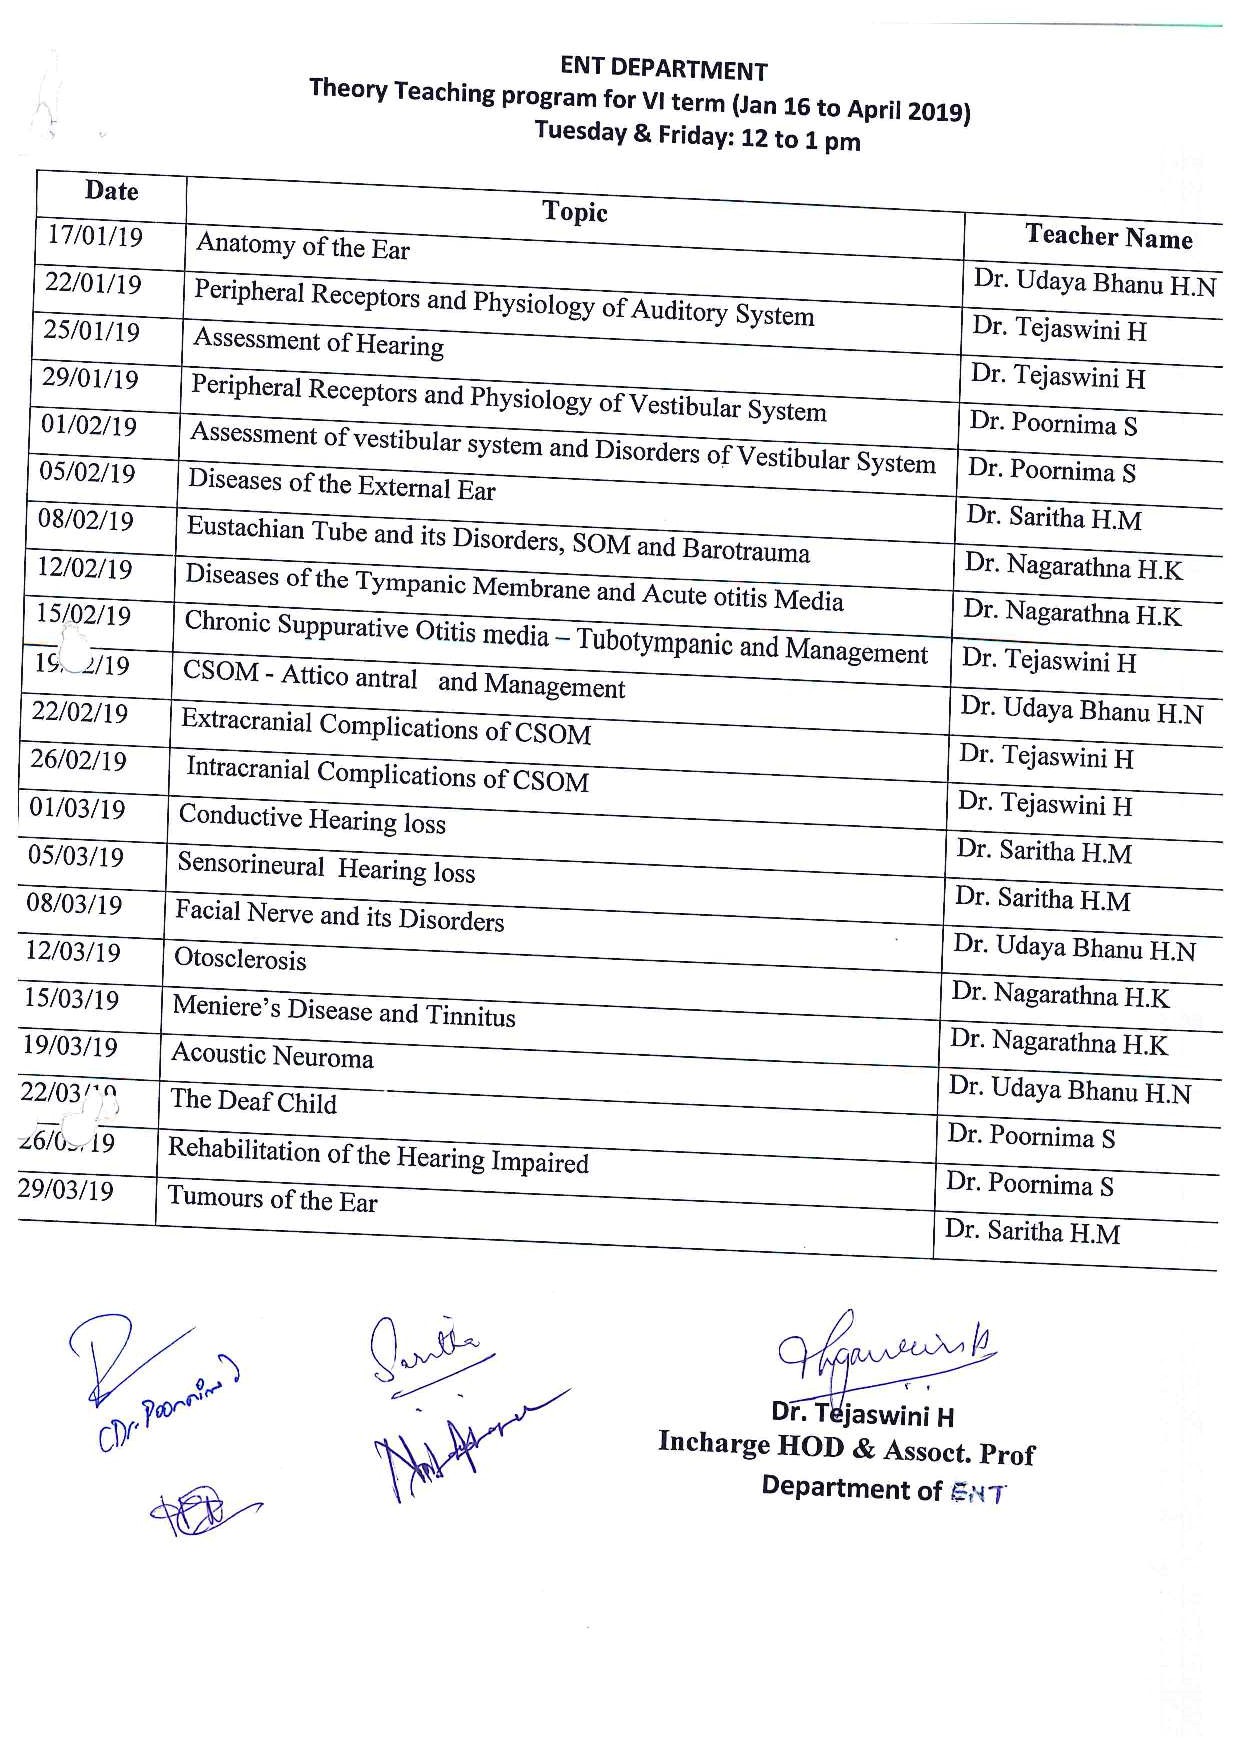 ENT DEPARTMENT
Theory Teaching program for VI term (Jan 16 to April 2019)
Tuesday & Friday: 12 to 1 pm
Date Topic Teacher Name
17/01/19 Anatomy of the Ear Dr. Udaya Bhanu H.N
22/01/19 Peripheral Receptors and Physiology of Auditory System Dr. Tejaswini H
25/01/19 Assessment of Hearing Dr. Tejaswini H
29/01/19 Peripheral Receptors and Physiology of Vestibular System Dr. Poornima S
01/02/19 Assessment of vestibular system and Disorders of Vestibular System Dr. Poornima S
05/02/19 Diseases of the External Ear Dr. Saritha H.M
08/02/19 Eustachian Tube and its Disorders, SOM and Barotrauma Dr. Nagarathna H.K
12/02/19 Diseases of the Tympanic Membrane and Acute otitis Media Dr. Nagarathna H.K
15/02/19 Chronic Suppurative Otitis media – Tubotympanic and Management Dr. Tejaswini H
19/ 2/19 CSOM - Attico antral and Management Dr. Udaya Bhanu H.N
22/02/19 Extracranial Complications of CSOM Dr. Tejaswini H
26/02/19 Intracranial Complications of CSOM Dr. Tejaswini H
01/03/19 Conductive Hearing loss Dr. Saritha H.M
05/03/19 Sensorineural Hearing loss Dr. Saritha H.M
08/03/19 Facial Nerve and its Disorders Dr. Udaya Bhanu H.N
12/03/19 Otosclerosis Dr. Nagarathna H.K
15/03/19 Meniere's Disease and Tinnitus Dr. Nagarathna H.K
19/03/19 Acoustic Neuroma Dr. Udaya Bhanu H.N
22/03/19 The Deaf Child Dr. Poornima S
26/03/19 Rehabilitation of the Hearing Impaired Dr. Poornima S
29/03/19 Tumours of the Ear Dr. Saritha H.M
Saritha
(Dr. Poornima)
Dr. Tejaswini H
Incharge HOD & Assoct. Prof
Department of ENT